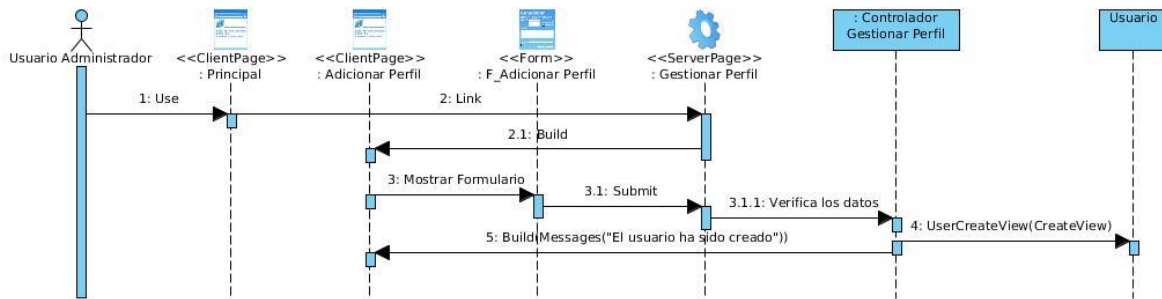 Usuario Administrador
<<ClientPage>>
: Principal
<<ClientPage>>
: Adicionar Perfil
<<Form>>
: F_Adicionar Perfil
<<ServerPage>>
: Gestionar Perfil
: Controlador
Gestionar Perfil
Usuario
1: Use
2: Link
2.1: Build
3: Mostrar Formulario
3.1: Submit
3.1.1: Verifica los datos
4: UserCreateView(CreateView)
5: Build(Messages("El usuario ha sido creado"))